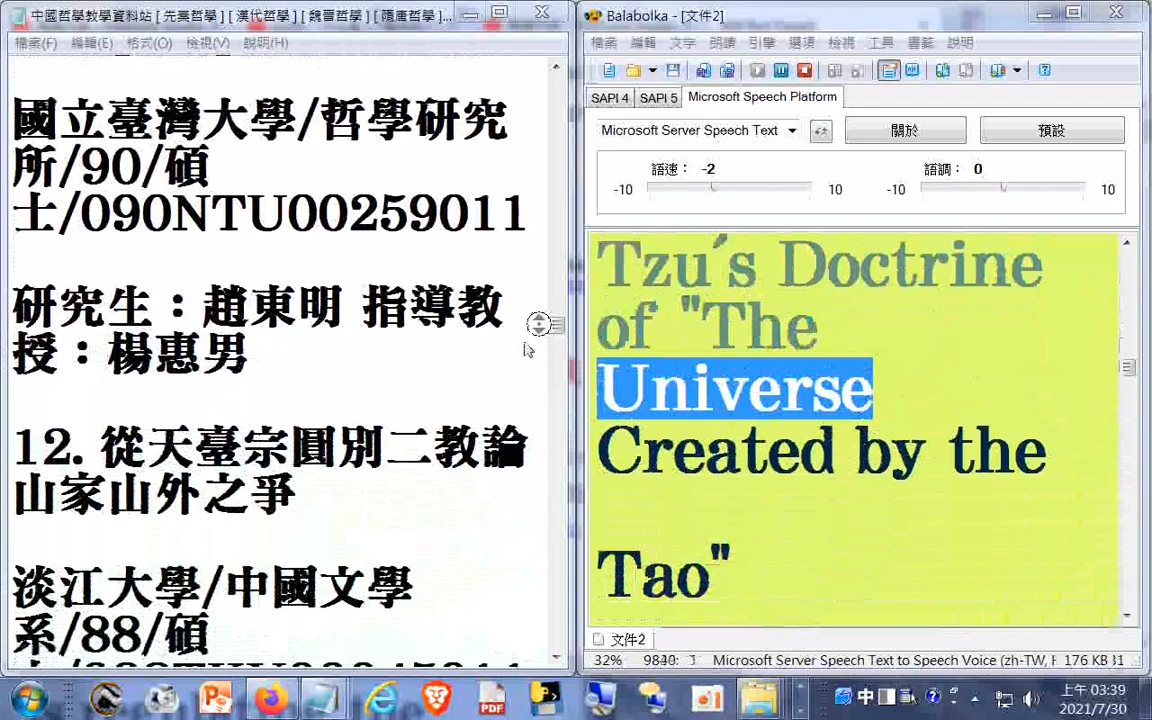 中國哲學教學資料站 [ 先秦哲學 ] [ 漢代哲學 ] [ 魏晉哲學 ] [ 隋唐哲學 ]...
檔案(F) 編輯(E) 格式(O) 檢視(V) 說明(H)
國立臺灣大學/哲學研究
所/90/碩
士/090NTU00259011
研究生：趙東明 指導教
授：楊惠男
12. 從天臺宗圓別二教論
山家山外之爭
淡江大學/中國文學
系/88/碩
Balabolka - [文件2]
檔案 編輯 文字 朗讀 引擎 選項 檢視 工具 書籤 說明
SAPI 4 SAPI 5 Microsoft Speech Platform
Microsoft Server Speech Text 關於 預設
語速： -2 語調： 0
-10 10 -10 10
Tzu´s Doctrine
of "The
Universe
Created by the
Tao"
文件2
32% Microsoft Server Speech Text to Speech Voice (zh-TW, H 176 KB
中
上午 03:39
2021/7/30